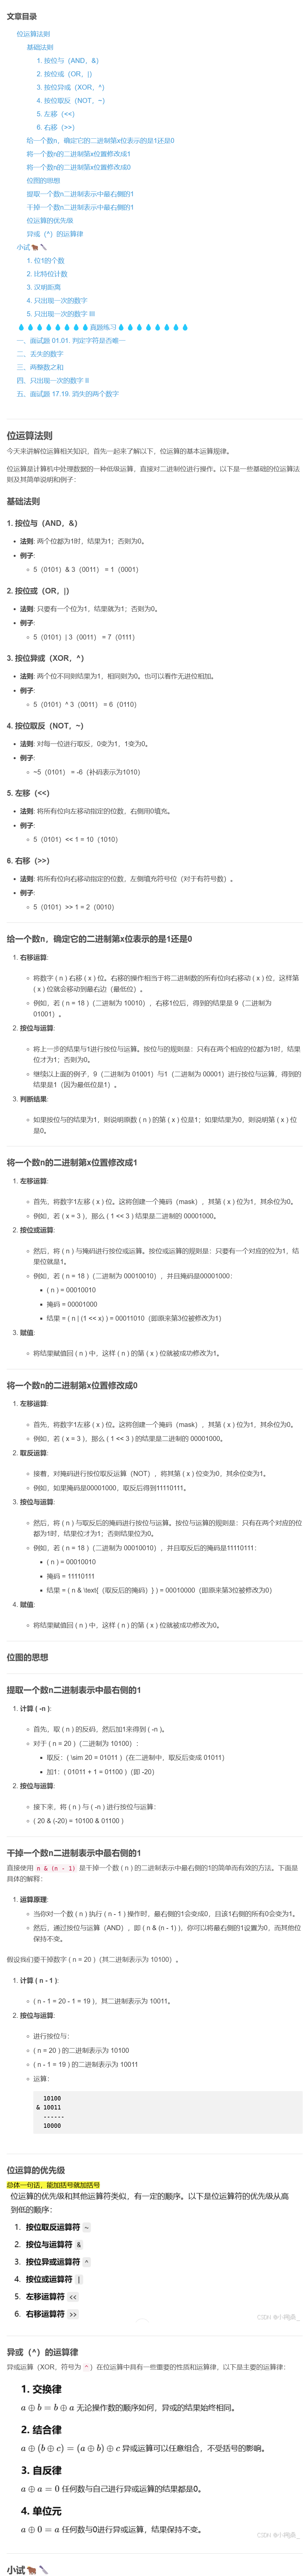 文章目录
位运算法则
基础法则
1. 按位与（AND，&）
2. 按位或（OR，|）
3. 按位异或（XOR，^）
4. 按位取反（NOT，~）
5. 左移（<<）
6. 右移（>>）
给一个数n，确定它的二进制第x位表示的是1还是0
将一个数n的二进制第x位置修改成1
将一个数n的二进制第x位置修改成0
位图的思想
提取一个数n二进制表示中最右侧的1
干掉一个数n二进制表示中最右侧的1
位运算的优先级
异或（^）的运算律
小试🐂🔪
1. 位1的个数
2. 比特位计数
3. 汉明距离
4. 只出现一次的数字
5. 只出现一次的数字 III
💧💧💧💧💧💧💧💧真题练习💧💧💧💧💧💧💧💧
一、面试题 01.01. 判定字符是否唯一
二、丢失的数字
三、两整数之和
四、只出现一次的数字 II
五、面试题 17.19. 消失的两个数字
位运算法则
今天来讲解位运算相关知识，首先一起来了解以下，位运算的基本运算规律。
位运算是计算机中处理数据的一种低级运算，直接对二进制位进行操作。以下是一些基础的位运算法
则及其简单说明和例子：
基础法则
1. 按位与（AND，&）
法则: 两个位都为1时，结果为1；否则为0。
例子:
5（0101）& 3（0011） = 1（0001）
2. 按位或（OR，|）
法则: 只要有一个位为1，结果就为1；否则为0。
例子:
5（0101）| 3（0011） = 7（0111）
3. 按位异或（XOR，^）
法则: 两个位不同则结果为1，相同则为0。也可以看作无进位相加。
例子:
5（0101）^ 3（0011） = 6（0110）
4. 按位取反（NOT，~）
法则: 对每一位进行取反，0变为1，1变为0。
例子:
~5（0101） = -6（补码表示为1010）
5. 左移（<<）
法则: 将所有位向左移动指定的位数，右侧用0填充。
例子:
5（0101）<< 1 = 10（1010）
6. 右移（>>）
法则: 将所有位向右移动指定的位数，左侧填充符号位（对于有符号数）。
例子:
5（0101）>> 1 = 2（0010）
给一个数n，确定它的二进制第x位表示的是1还是0
1. 右移运算:
将数字 ( n ) 右移 ( x ) 位。右移的操作相当于将二进制数的所有位向右移动 ( x ) 位，这样第
( x ) 位就会移动到最右边（最低位）。
例如，若 ( n = 18 )（二进制为 10010），右移1位后，得到的结果是 9（二进制为
01001）。
2. 按位与运算:
将上一步的结果与1进行按位与运算。按位与的规则是：只有在两个相应的位都为1时，结果
位才为1；否则为0。
继续以上面的例子，9（二进制为 01001）与1（二进制为 00001）进行按位与运算，得到的
结果是1（因为最低位是1）。
3. 判断结果:
如果按位与的结果为1，则说明原数 ( n ) 的第 ( x ) 位是1；如果结果为0，则说明第 ( x ) 位
是0。
将一个数n的二进制第x位置修改成1
1. 左移运算:
首先，将数字1左移 ( x ) 位。这将创建一个掩码（mask），其第 ( x ) 位为1，其余位为0。
例如，若 ( x = 3 )，那么 ( 1 << 3 ) 结果是二进制的 00001000。
2. 按位或运算:
然后，将 ( n ) 与掩码进行按位或运算。按位或运算的规则是：只要有一个对应的位为1，结
果位就是1。
例如，若 ( n = 18 )（二进制为 00010010），并且掩码是00001000：
( n ) = 00010010
掩码 = 00001000
结果 = ( n | (1 << x) ) = 00011010（即原来第3位被修改为1）
3. 赋值:
将结果赋值回 ( n ) 中，这样 ( n ) 的第 ( x ) 位就被成功修改为1。
将一个数n的二进制第x位置修改成0
1. 左移运算:
首先，将数字1左移 ( x ) 位。这将创建一个掩码（mask），其第 ( x ) 位为1，其余位为0。
例如，若 ( x = 3 )，那么 ( 1 << 3 ) 的结果是二进制的 00001000。
2. 取反运算:
接着，对掩码进行按位取反运算（NOT），将其第 ( x ) 位变为0，其余位变为1。
例如，如果掩码是00001000，取反后得到11110111。
3. 按位与运算:
然后，将 ( n ) 与取反后的掩码进行按位与运算。按位与运算的规则是：只有在两个对应的位
都为1时，结果位才为1；否则结果位为0。
例如，若 ( n = 18 )（二进制为 00010010），并且取反后的掩码是11110111：
( n ) = 00010010
掩码 = 11110111
结果 = ( n & \text{（取反后的掩码）} ) = 00010000（即原来第3位被修改为0）
4. 赋值:
将结果赋值回 ( n ) 中，这样 ( n ) 的第 ( x ) 位就被成功修改为0。
位图的思想
提取一个数n二进制表示中最右侧的1
1. 计算 ( -n ):
首先，取 ( n ) 的反码，然后加1来得到 ( -n )。
对于 ( n = 20 )（二进制为 10100）：
取反：( \sim 20 = 01011 )（在二进制中，取反后变成 01011）
加1：( 01011 + 1 = 01100 )（即 -20）
2. 按位与运算:
接下来，将 ( n ) 与 ( -n ) 进行按位与运算：
( 20 & (-20) = 10100 & 01100 )
干掉一个数n二进制表示中最右侧的1
直接使用 n & (n - 1) 是干掉一个数 ( n ) 的二进制表示中最右侧的1的简单而有效的方法。下面是
具体的解释：
1. 运算原理:
当你对一个数 ( n ) 执行 ( n - 1 ) 操作时，最右侧的1会变成0，且该1右侧的所有0会变为1。
然后，通过按位与运算（AND），即 ( n & (n - 1) )，你可以将最右侧的1设置为0，而其他位
保持不变。
假设我们要干掉数字 ( n = 20 )（其二进制表示为 10100）。
1. 计算 ( n - 1 ):
( n - 1 = 20 - 1 = 19 )，其二进制表示为 10011。
2. 按位与运算:
进行按位与：
( n = 20 ) 的二进制表示为 10100
( n - 1 = 19 ) 的二进制表示为 10011
运算：
10100
& 10011
------
10000
位运算的优先级
总体一句话，能加括号就加括号
位运算的优先级和其他运算符类似，有一定的顺序。以下是位运算符的优先级从高
到低的顺序：
1. 按位取反运算符 ~
2. 按位与运算符 &
3. 按位异或运算符 ^
4. 按位或运算符 |
5. 左移运算符 <<
6. 右移运算符 >>
异或（^）的运算律
异或运算（XOR，符号为 ^）在位运算中具有一些重要的性质和运算律，以下是主要的运算律：
1. 交换律
a ⊕ b = b ⊕ a 无论操作数的顺序如何，异或的结果始终相同。
2. 结合律
a ⊕ (b ⊕ c) = (a ⊕ b) ⊕ c 异或运算可以任意组合，不受括号的影响。
3. 自反律
a ⊕ a = 0 任何数与自己进行异或运算的结果都是0。
4. 单位元
a ⊕ 0 = a 任何数与0进行异或运算，结果保持不变。
小试🐂🔪